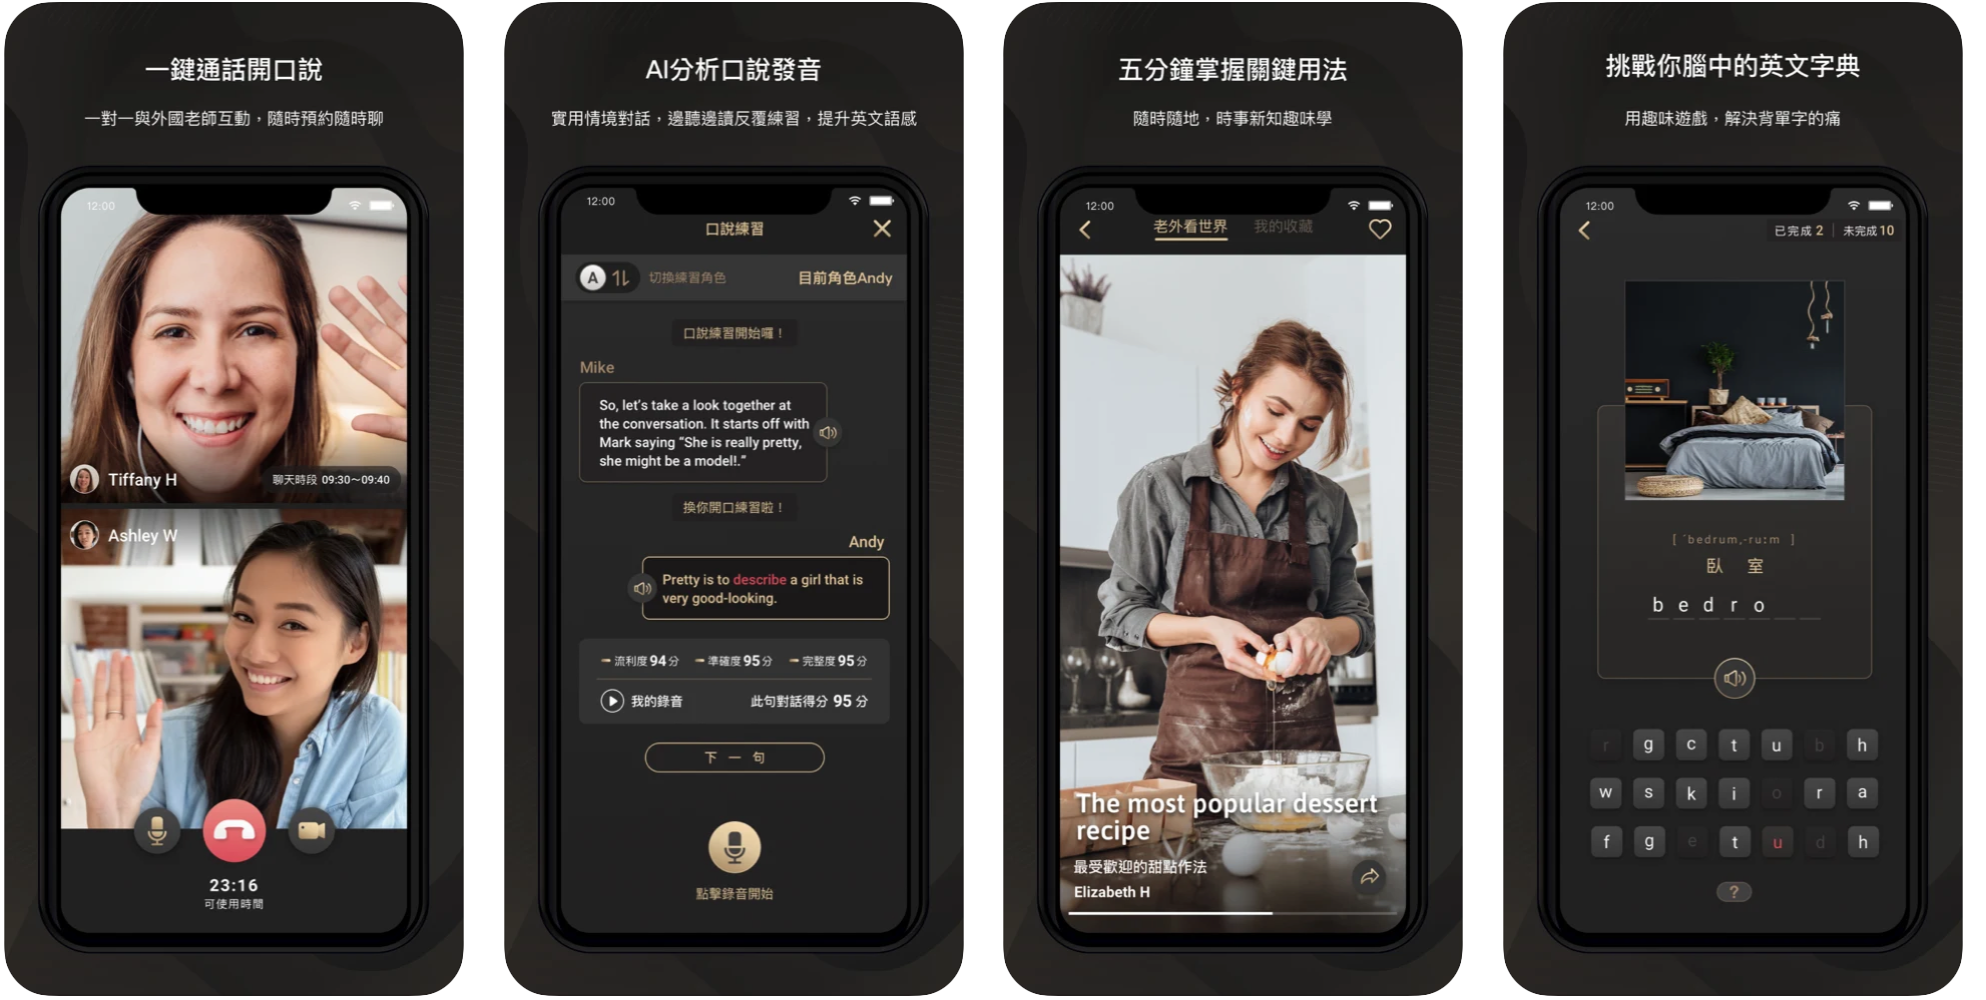 一鍵通話開口說
一對一與外國老師互動，隨時預約隨時聊
12:00
Tiffany H
聊天時段 09:30～09:40
Ashley W
23:16
可使用時間
AI分析口說發音
實用情境對話，邊聽邊讀反覆練習，提升英文語感
12:00
口說練習
A
切換練習角色
目前角色Andy
口說練習開始囉！
Mike
So, let's take a look together at
the conversation. It starts off with
Mark saying “She is really pretty,
she might be a model!.”
換你開口練習啦！
Andy
Pretty is to describe a girl that is
very good-looking.
流利度 94 分
準確度 95 分
完整度 95 分
我的錄音
此句對話得分 95 分
下一句
點擊錄音開始
五分鐘掌握關鍵用法
隨時隨地，時事新知趣味學
12:00
老外看世界
我的收藏
The most popular dessert
recipe
最受歡迎的甜點作法
Elizabeth H
挑戰你腦中的英文字典
用趣味遊戲，解決背單字的痛
12:00
已完成 2
未完成 10
[ ˊbedrum,-ruːm ]
臥 室
b e d r o
r g c t u b h
w s k i o r a
f g e t u d h
?